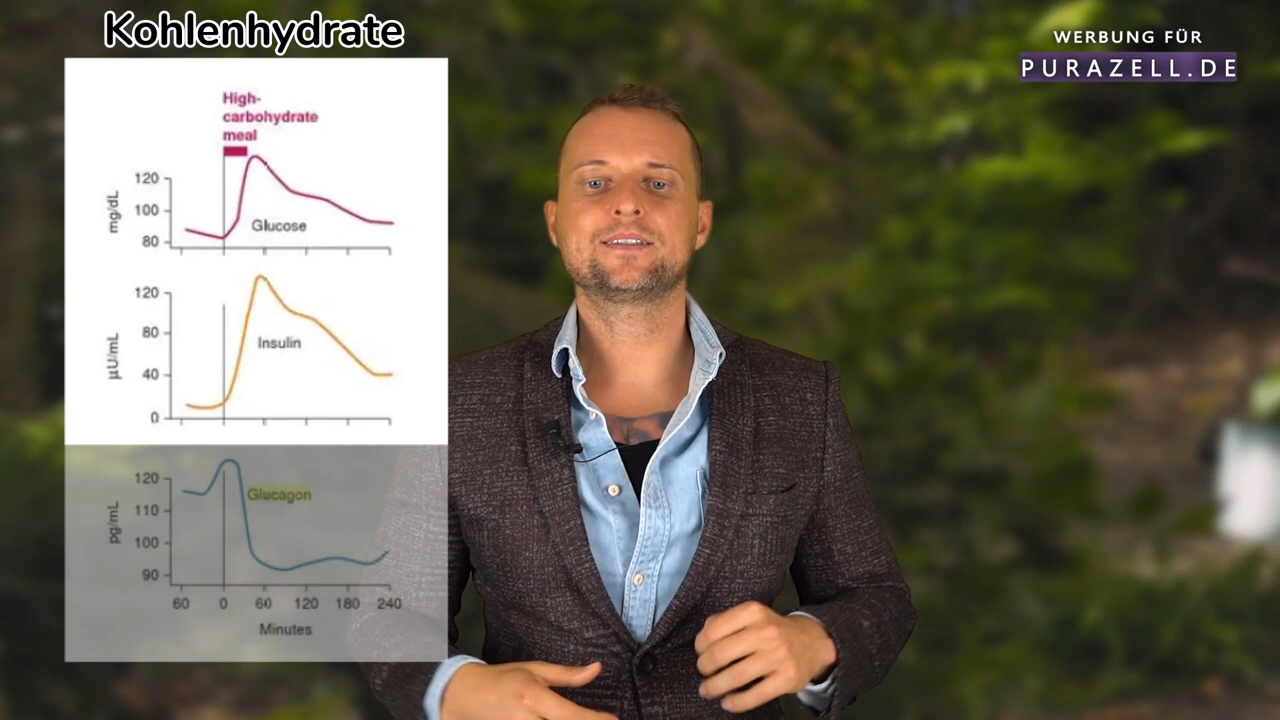 Kohlenhydrate
WERBUNG FÜR
PURAZELL.DE
High-
carbohydrate
meal
120
100
80
mg/dL
Glucose
120
80
40
0
µU/mL
Insulin
120
110
100
90
pg/mL
Glucagon
60 0 60 120 180 240
Minutes